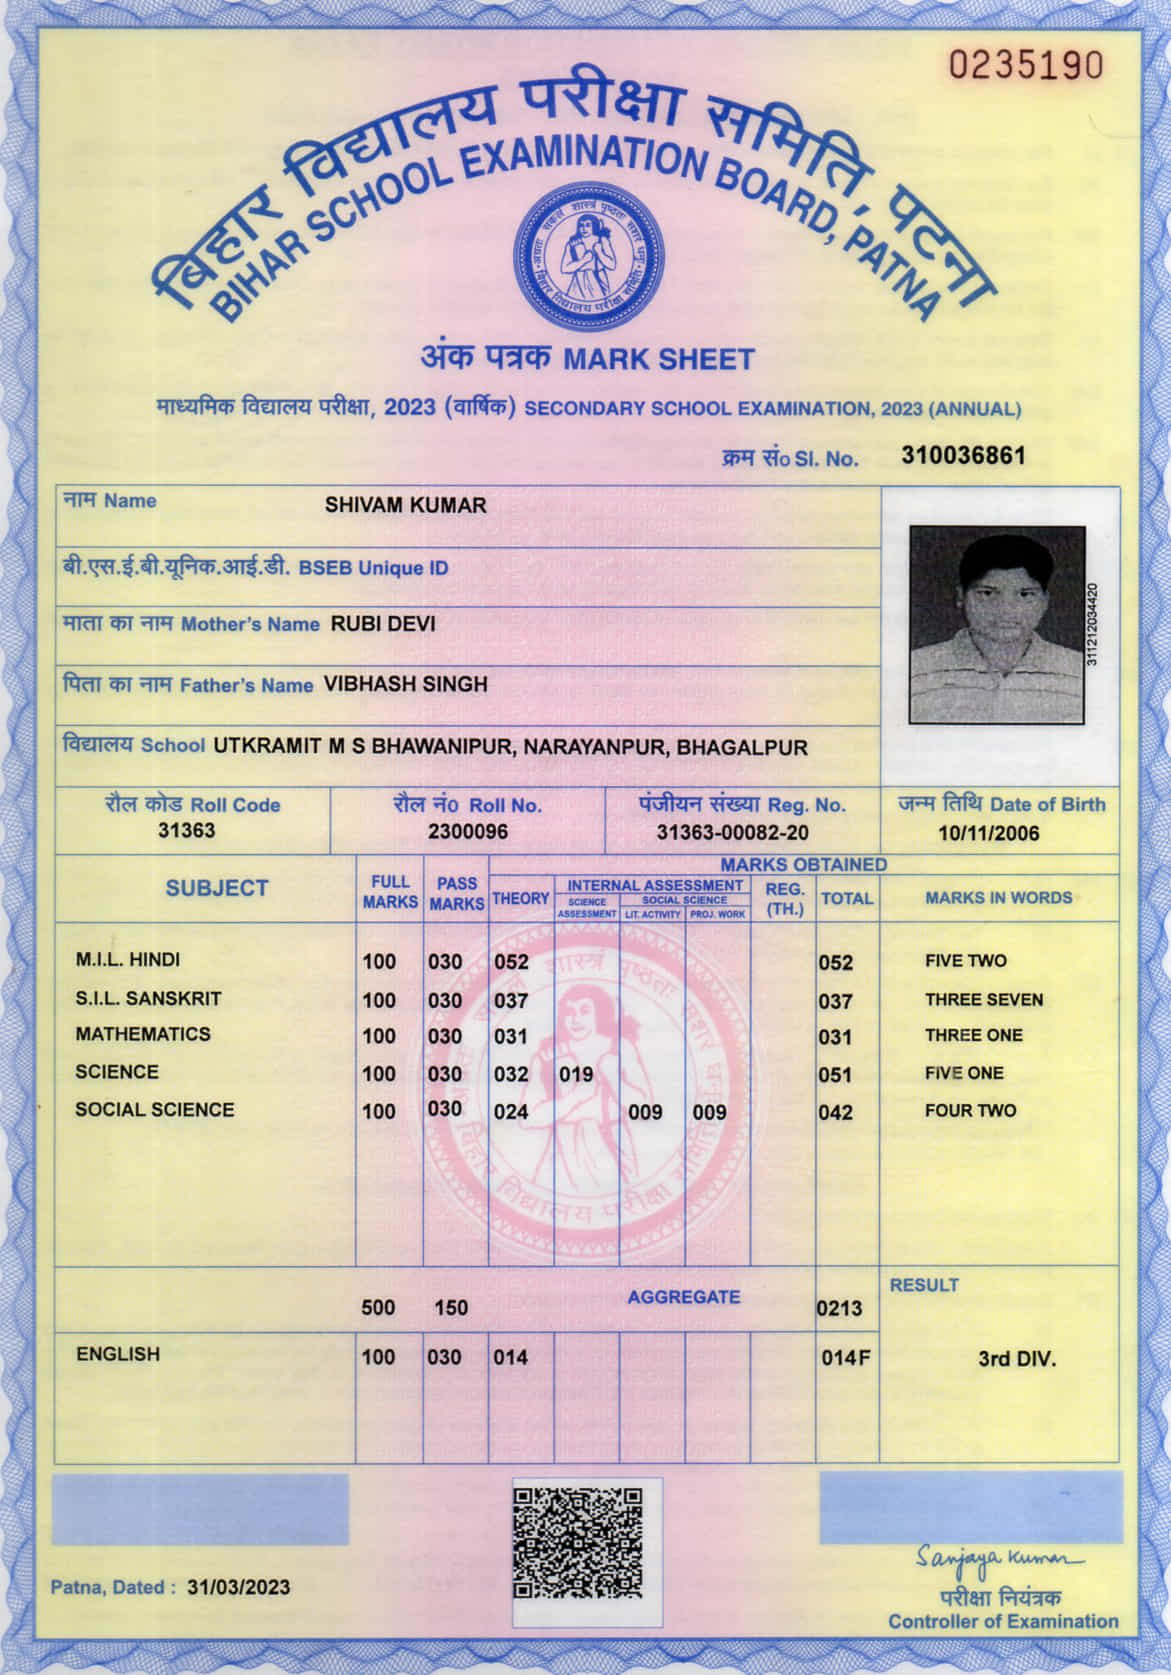 0235190
बिहार विद्यालय परीक्षा समिति, पटना
BIHAR SCHOOL EXAMINATION BOARD, PATNA
अंक पत्रक MARK SHEET
माध्यमिक विद्यालय परीक्षा, 2023 (वार्षिक) SECONDARY SCHOOL EXAMINATION, 2023 (ANNUAL)
क्रम सं० Sl. No. 310036861
नाम Name SHIVAM KUMAR
बी.एस.ई.बी.यूनिक.आई.डी. BSEB Unique ID
माता का नाम Mother's Name RUBI DEVI
पिता का नाम Father's Name VIBHASH SINGH
विद्यालय School UTKRAMIT M S BHAWANIPUR, NARAYANPUR, BHAGALPUR
311212034420
रौल कोड Roll Code रौल नं० Roll No. पंजीयन संख्या Reg. No. जन्म तिथि Date of Birth
31363 2300096 31363-00082-20 10/11/2006
MARKS OBTAINED
SUBJECT FULL MARKS PASS MARKS THEORY INTERNAL ASSESSMENT REG. (TH.) TOTAL MARKS IN WORDS
SCIENCE ASSESSMENT SOCIAL SCIENCE
LIT. ACTIVITY PROJ. WORK
M.I.L. HINDI 100 030 052 052 FIVE TWO
S.I.L. SANSKRIT 100 030 037 037 THREE SEVEN
MATHEMATICS 100 030 031 031 THREE ONE
SCIENCE 100 030 032 019 051 FIVE ONE
SOCIAL SCIENCE 100 030 024 009 009 042 FOUR TWO
बिहार विद्यालय परीक्षा समिति
500 150 AGGREGATE 0213 RESULT
ENGLISH 100 030 014 014F 3rd DIV.
Sanjaya Kumar
Patna, Dated : 31/03/2023
परीक्षा नियंत्रक
Controller of Examination